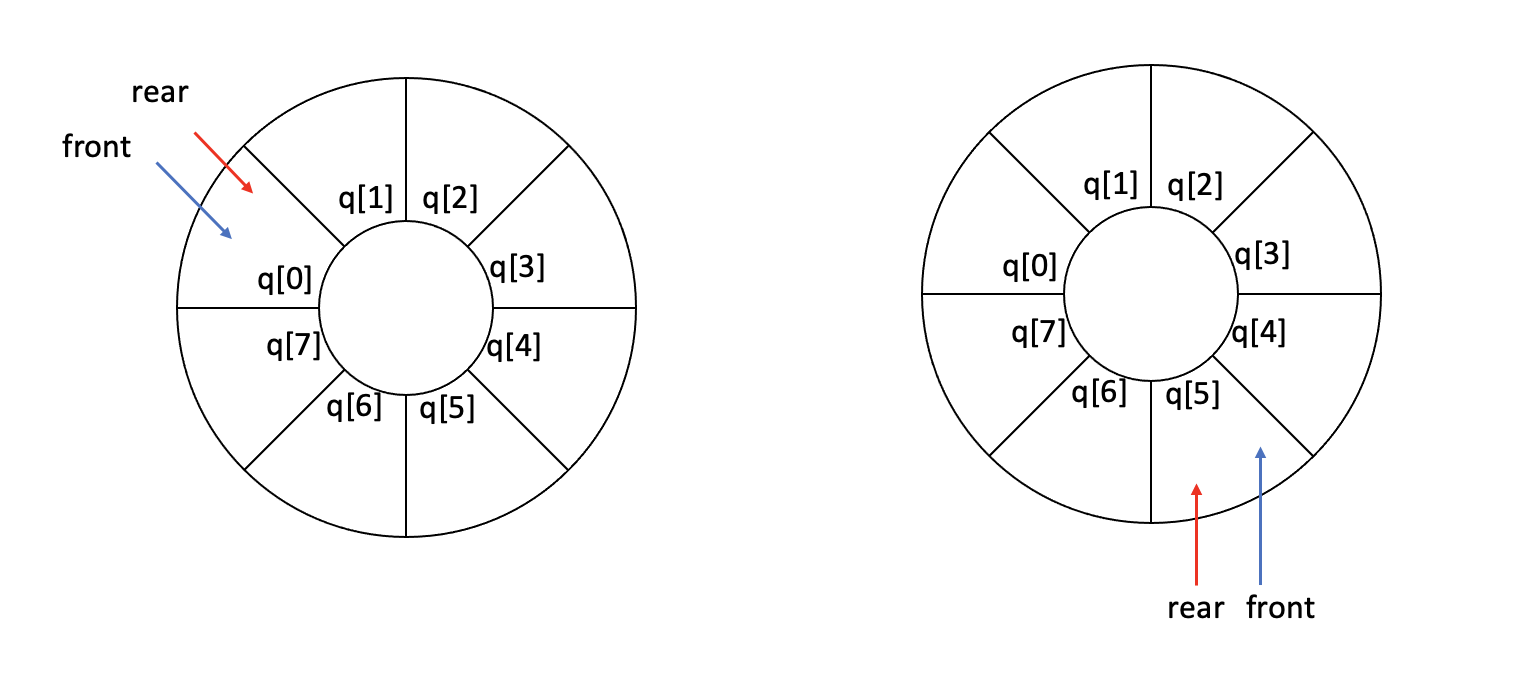 rear
front
q[1] q[2]
q[0] q[3]
q[7] q[4]
q[6] q[5]
q[1] q[2]
q[0] q[3]
q[7] q[4]
q[6] q[5]
rear front